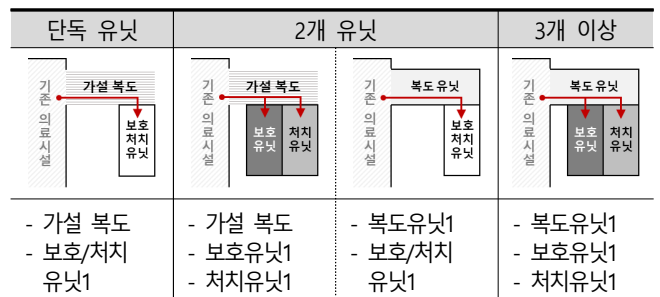 단독 유닛
2개 유닛
3개 이상
기존 의료시설
가설 복도
보호
처치
유닛
기존 의료시설
가설 복도
보호
유닛
처치
유닛
기존 의료시설
복도 유닛
보호
처치
유닛
기존 의료시설
복도 유닛
보호
유닛
처치
유닛
- 가설 복도
- 보호/처치
유닛1
- 가설 복도
- 보호유닛1
- 처치유닛1
- 복도유닛1
- 보호/처치
유닛1
- 복도유닛1
- 보호유닛1
- 처치유닛1